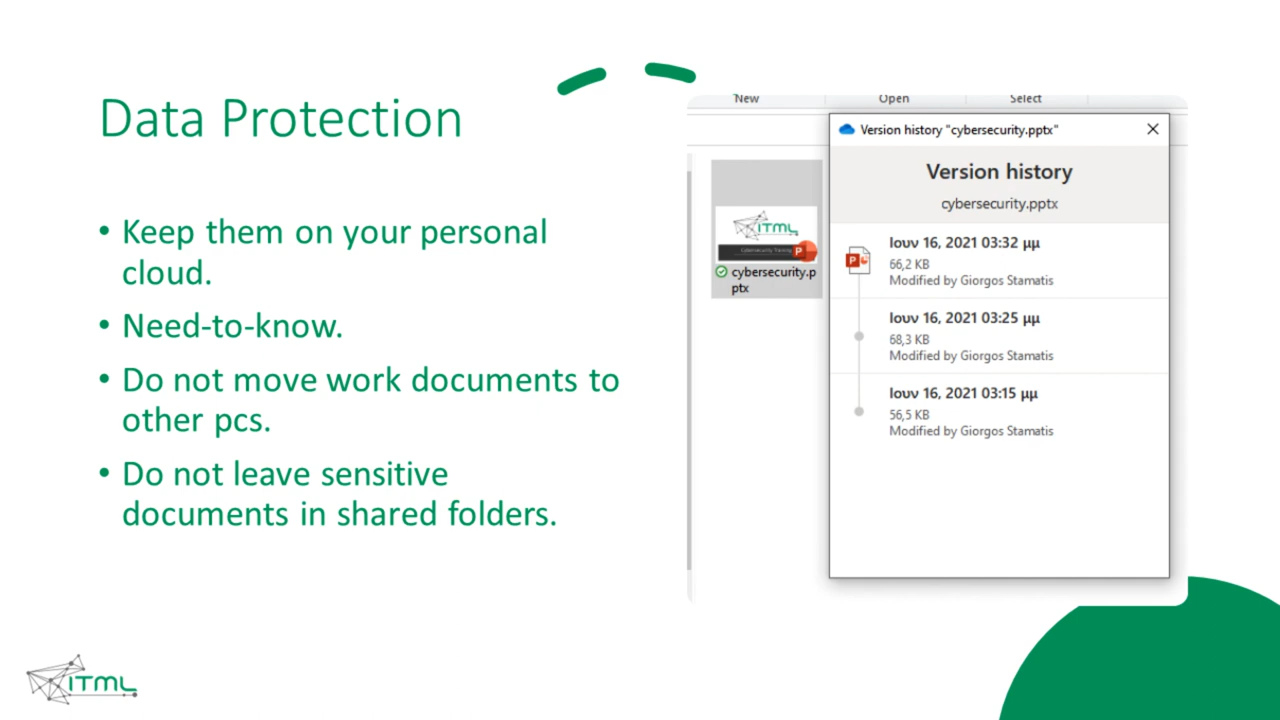 Data Protection
• Keep them on your personal
cloud.
• Need-to-know.
• Do not move work documents to
other pcs.
• Do not leave sensitive
documents in shared folders.
New Open Select
ITML
Cybersecurity Training
cybersecurity.p
ptx
Version history "cybersecurity.pptx"
Version history
cybersecurity.pptx
Ιουν 16, 2021 03:32 μμ
66,2 KB
Modified by Giorgos Stamatis
Ιουν 16, 2021 03:25 μμ
68,3 KB
Modified by Giorgos Stamatis
Ιουν 16, 2021 03:15 μμ
56,5 KB
Modified by Giorgos Stamatis
ITML